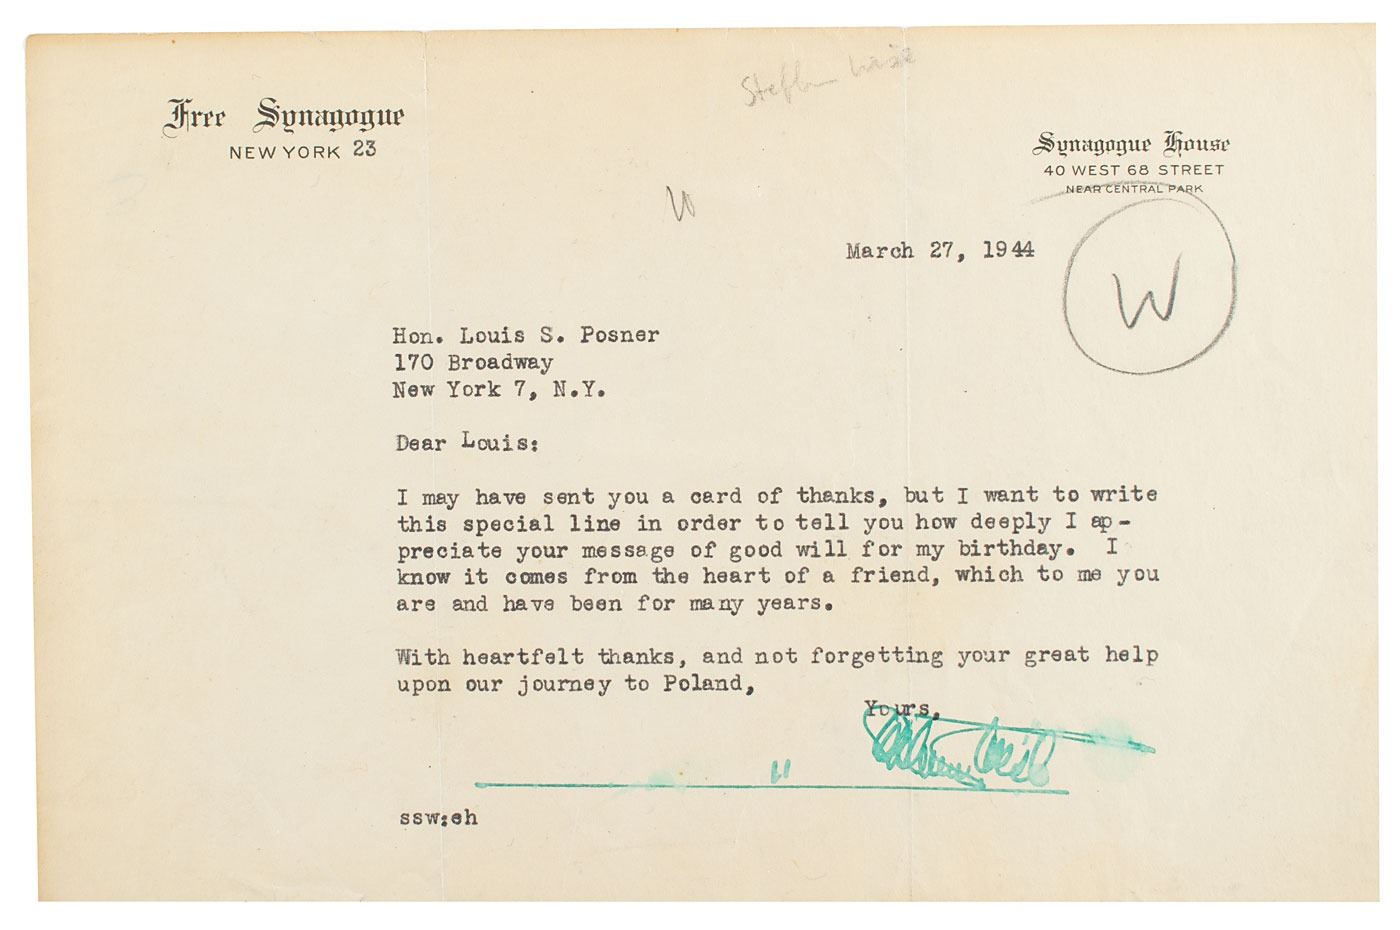 Stephen Wise
Free Synagogue
NEW YORK 23
Synagogue House
40 WEST 68 STREET
NEAR CENTRAL PARK
W
W
March 27, 1944
Hon. Louis S. Posner
170 Broadway
New York 7, N.Y.
Dear Louis:
I may have sent you a card of thanks, but I want to write
this special line in order to tell you how deeply I ap-
preciate your message of good will for my birthday. I
know it comes from the heart of a friend, which to me you
are and have been for many years.
With heartfelt thanks, and not forgetting your great help
upon our journey to Poland,
Yours,
Stephen Wise
ssw:eh